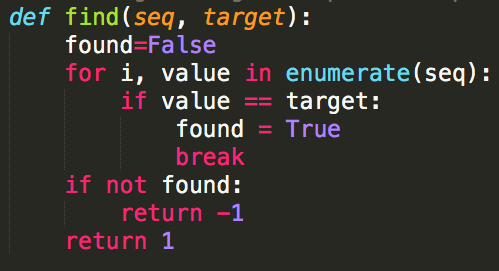 def find(seq, target):
    found=False
    for i, value in enumerate(seq):
        if value == target:
            found = True
            break
    if not found:
        return -1
    return 1